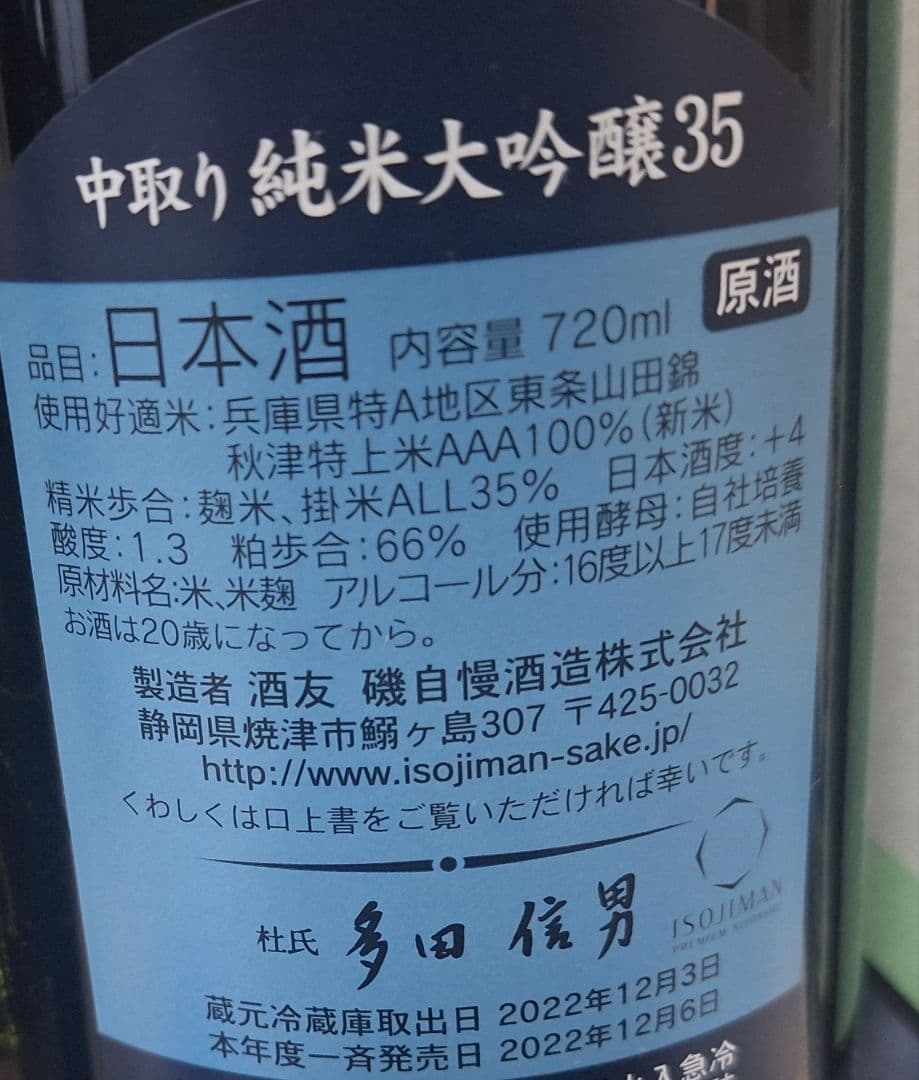 中取り 純米大吟醸35
原酒
品目:日本酒 内容量 720ml
使用好適米:兵庫県特A地区東条山田錦
秋津特上米AAA100%(新米)
精米歩合:麹米、掛米ALL35% 日本酒度:+4
酸度:1.3 粕歩合:66% 使用酵母:自社培養
原材料名:米、米麹 アルコール分:16度以上17度未満
お酒は20歳になってから。
製造者 酒友 磯自慢酒造株式会社
静岡県焼津市鰯ヶ島307 〒425-0032
http://www.isojiman-sake.jp/
くわしくは口上書をご覧いただければ幸いです。
ISOJIMAN
杜氏 多田 信男
蔵元冷蔵庫取出日 2022年12月3日
本年度一斉発売日 2022年12月6日
入急冷